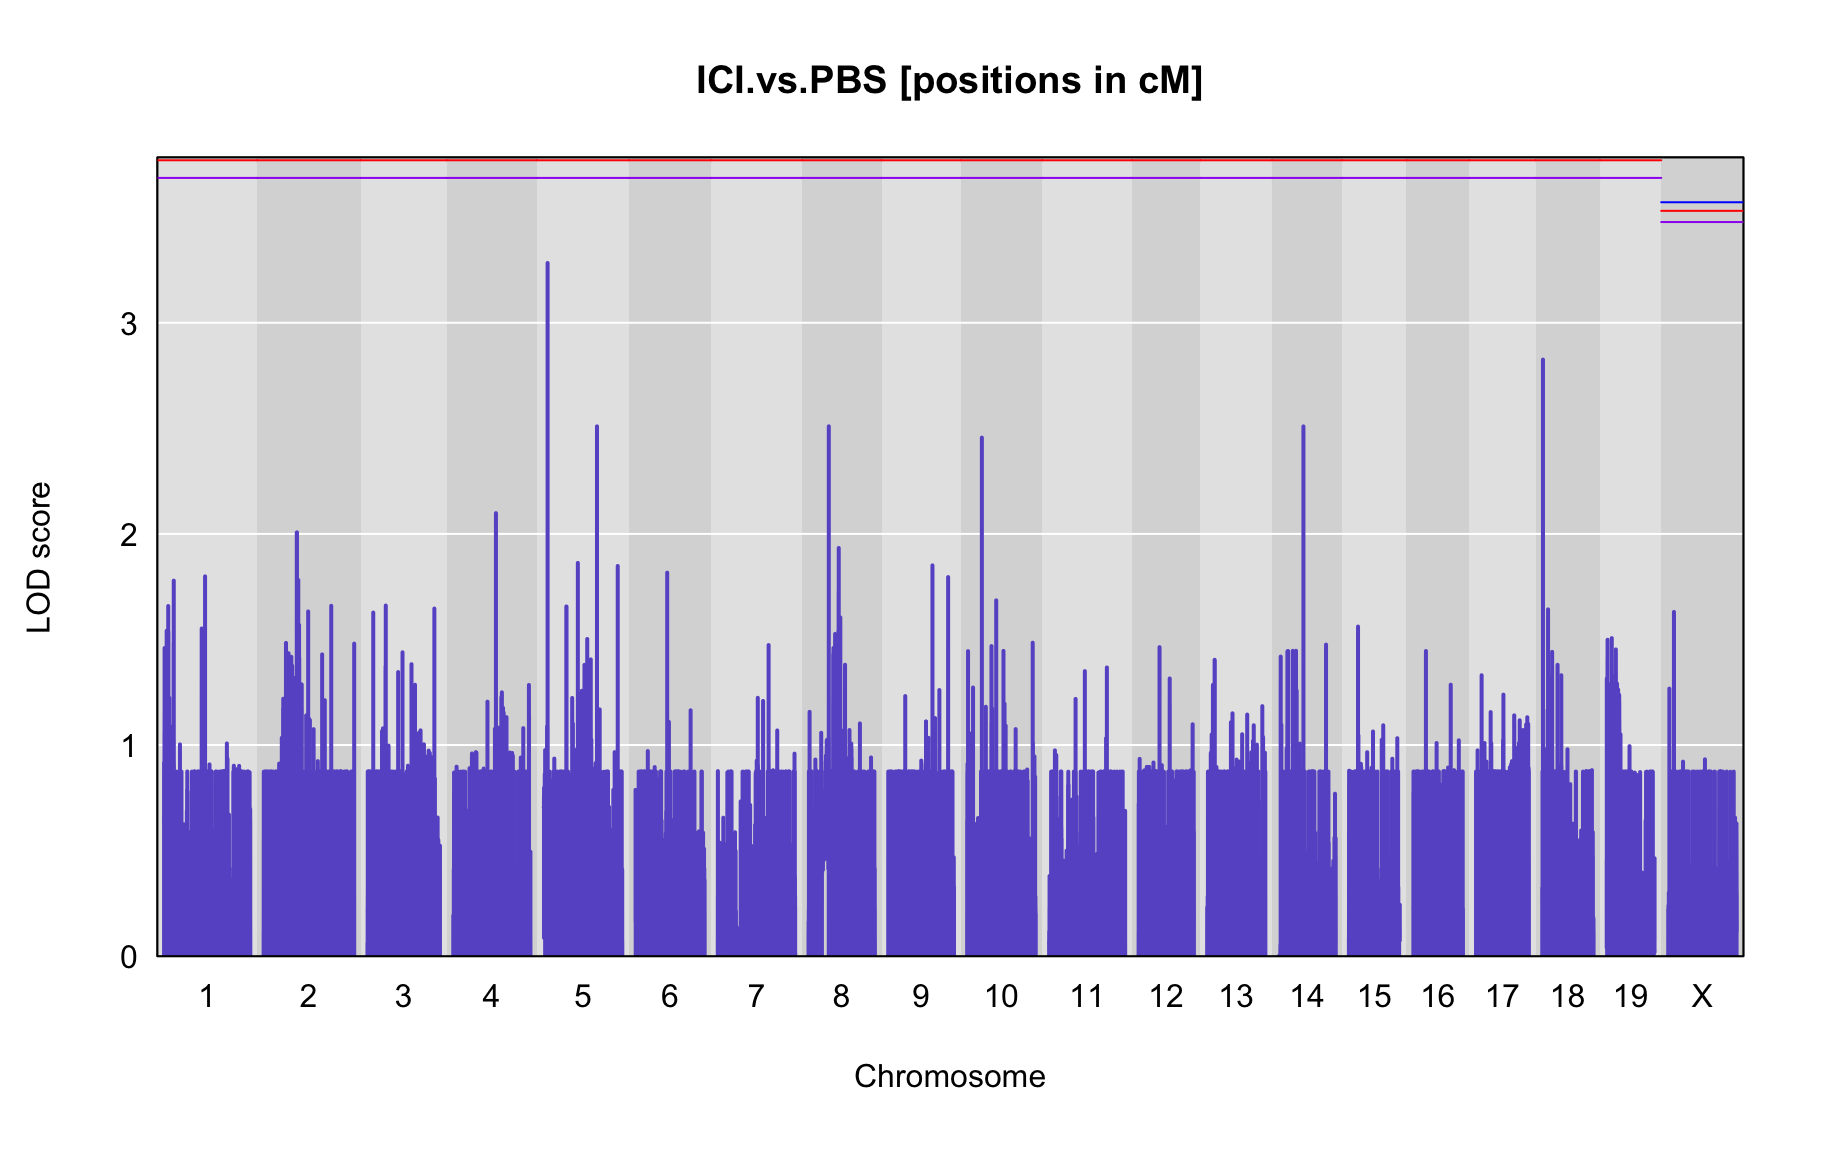 ICI.vs.PBS [positions in cM]
LOD score
3
2
1
0
1 2 3 4 5 6 7 8 9 10 11 12 13 14 15 16 17 18 19 X
Chromosome